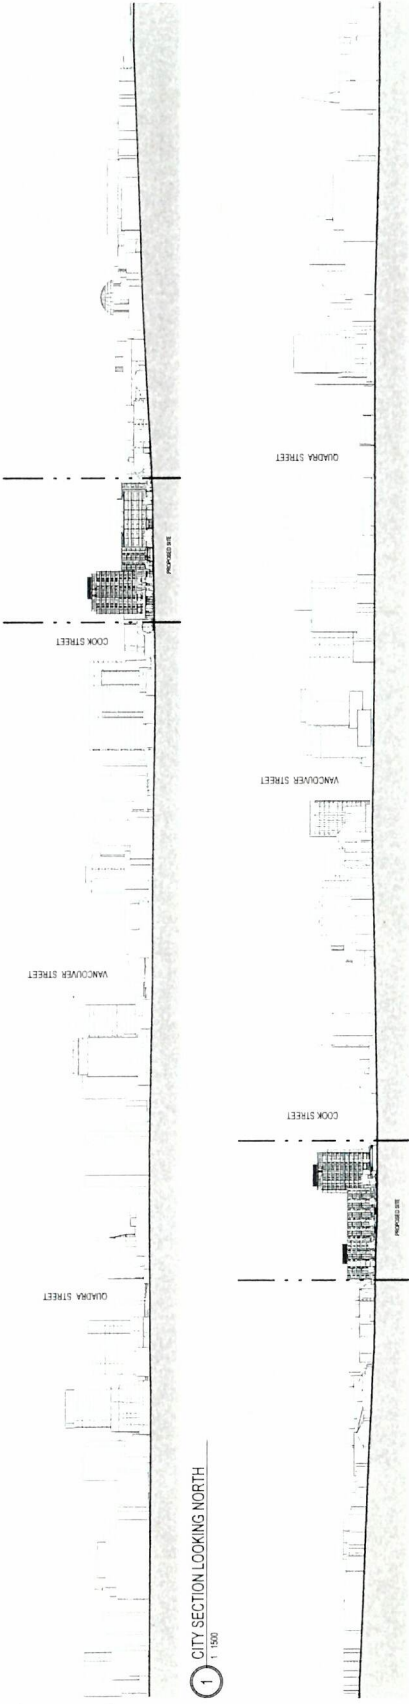 QUADRA STREET
VANCOUVER STREET
COOK STREET
PROPOSED SITE
1 CITY SECTION LOOKING NORTH
1 : 1500
PROPOSED SITE
COOK STREET
VANCOUVER STREET
QUADRA STREET